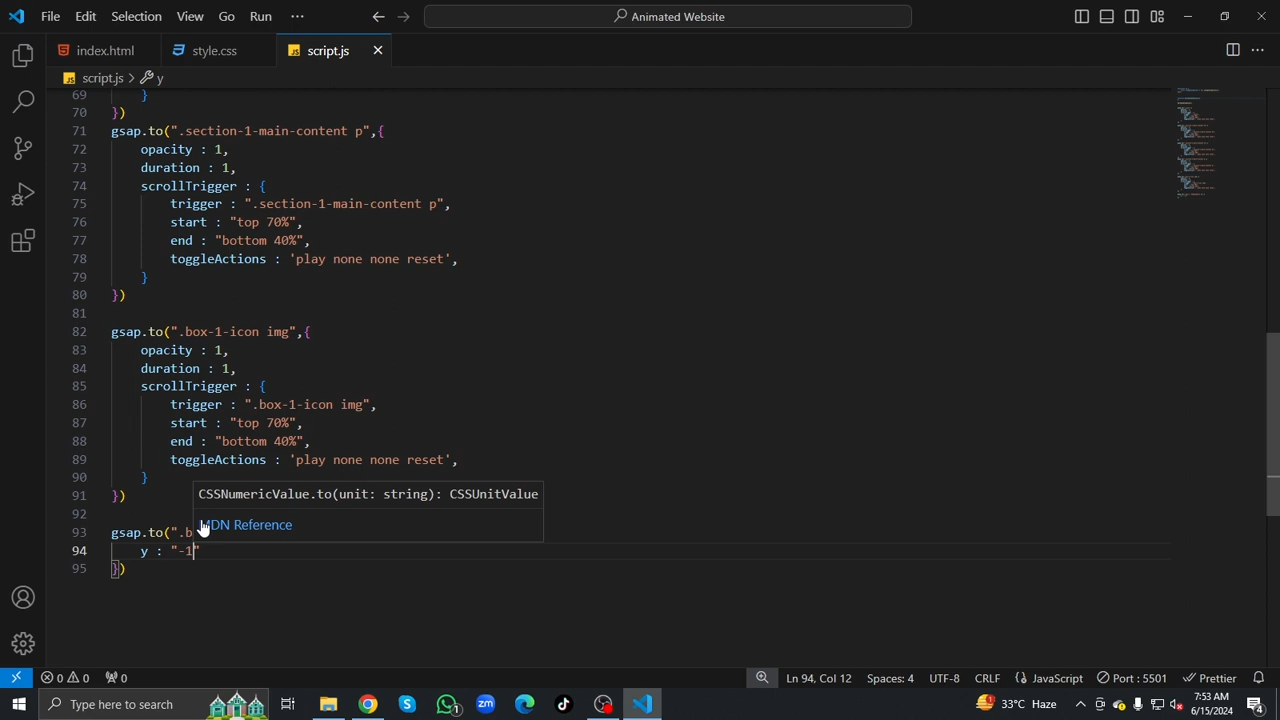 File Edit Selection View Go Run ··· Animated Website
index.html style.css script.js
script.js > y
69 }
70 })
71 gsap.to(".section-1-main-content p",{
72 opacity : 1,
73 duration : 1,
74 scrollTrigger : {
75 trigger : ".section-1-main-content p",
76 start : "top 70%",
77 end : "bottom 40%",
78 toggleActions : 'play none none reset',
79 }
80 })
81
82 gsap.to(".box-1-icon img",{
83 opacity : 1,
84 duration : 1,
85 scrollTrigger : {
86 trigger : ".box-1-icon img",
87 start : "top 70%",
88 end : "bottom 40%",
89 toggleActions : 'play none none reset',
90 }
91 })
CSSNumericValue.to(unit: string): CSSUnitValue
92
MDN Reference
93 gsap.to(".b
94 y : "-1"
95 })
0 0 0 Ln 94, Col 12 Spaces: 4 UTF-8 CRLF {} JavaScript Port : 5501 Prettier
Type here to search 1 33°C Haze 7:53 AM 6/15/2024 4